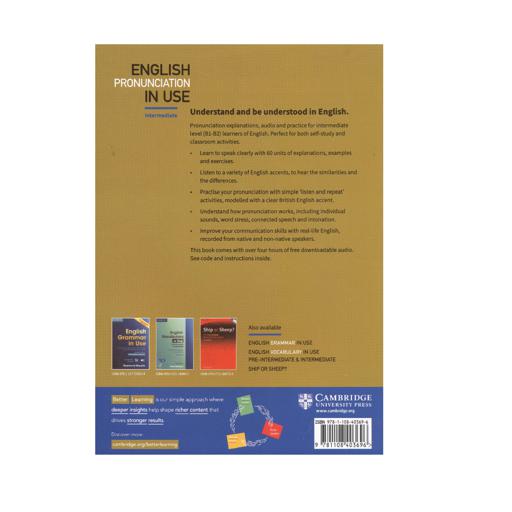 ENGLISH
PRONUNCIATION
IN USE
Intermediate
Understand and be understood in English.
Pronunciation explanations, audio and practice for intermediate
level (B1-B2) learners of English. Perfect for both self-study and
classroom activities.
• Learn to speak clearly with 60 units of explanations, examples
and exercises.
• Listen to a variety of English accents, to hear the similarities and
the differences.
• Practise your pronunciation with simple 'listen and repeat'
activities, modelled with a clear British English accent.
• Understand how pronunciation works, including individual
sounds, word stress, connected speech and intonation.
• Improve your communication skills with real-life English,
recorded from native and non-native speakers.
This book comes with over four hours of free downloadable audio.
See code and instructions inside.
English
Grammar
in Use
English
Vocabulary
in Use
Ship or Sheep?
Also available
ENGLISH GRAMMAR IN USE
ENGLISH VOCABULARY IN USE
PRE-INTERMEDIATE & INTERMEDIATE
SHIP OR SHEEP?
Better Learning is our simple approach where
deeper insights help shape richer content that
drives stronger results.
Discover more:
cambridge.org/betterlearning
CAMBRIDGE
UNIVERSITY PRESS
www.cambridge.org
ISBN 978-1-108-40369-6
9 781108 403696